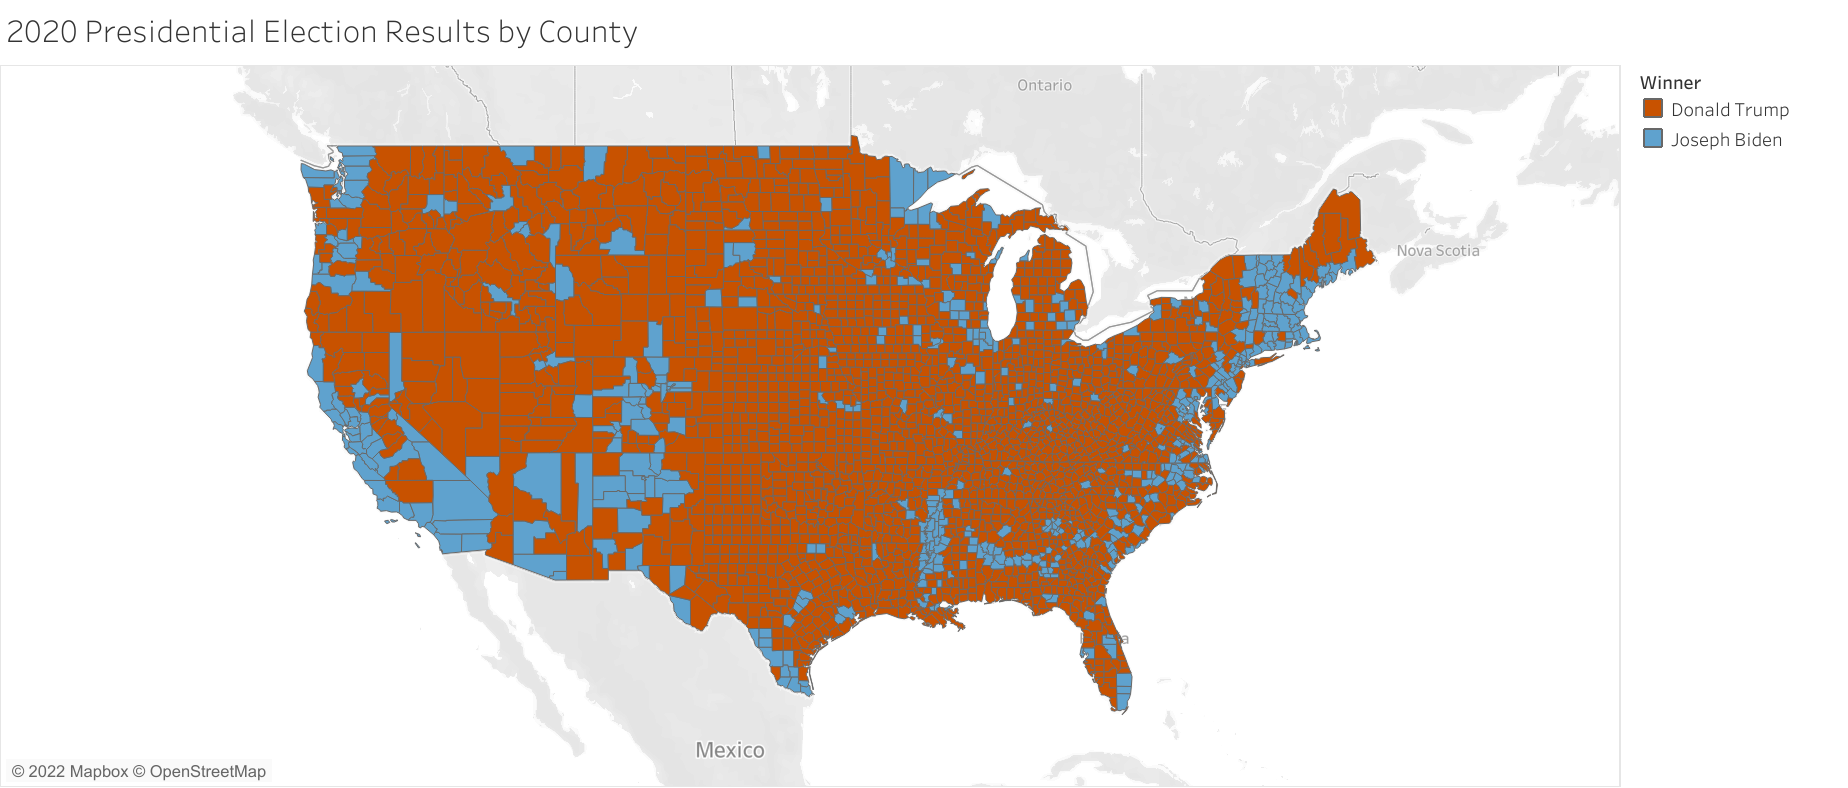 2020 Presidential Election Results by County
Ontario
Winner
Donald Trump
Joseph Biden
Nova Scotia
Mexico
© 2022 Mapbox © OpenStreetMap